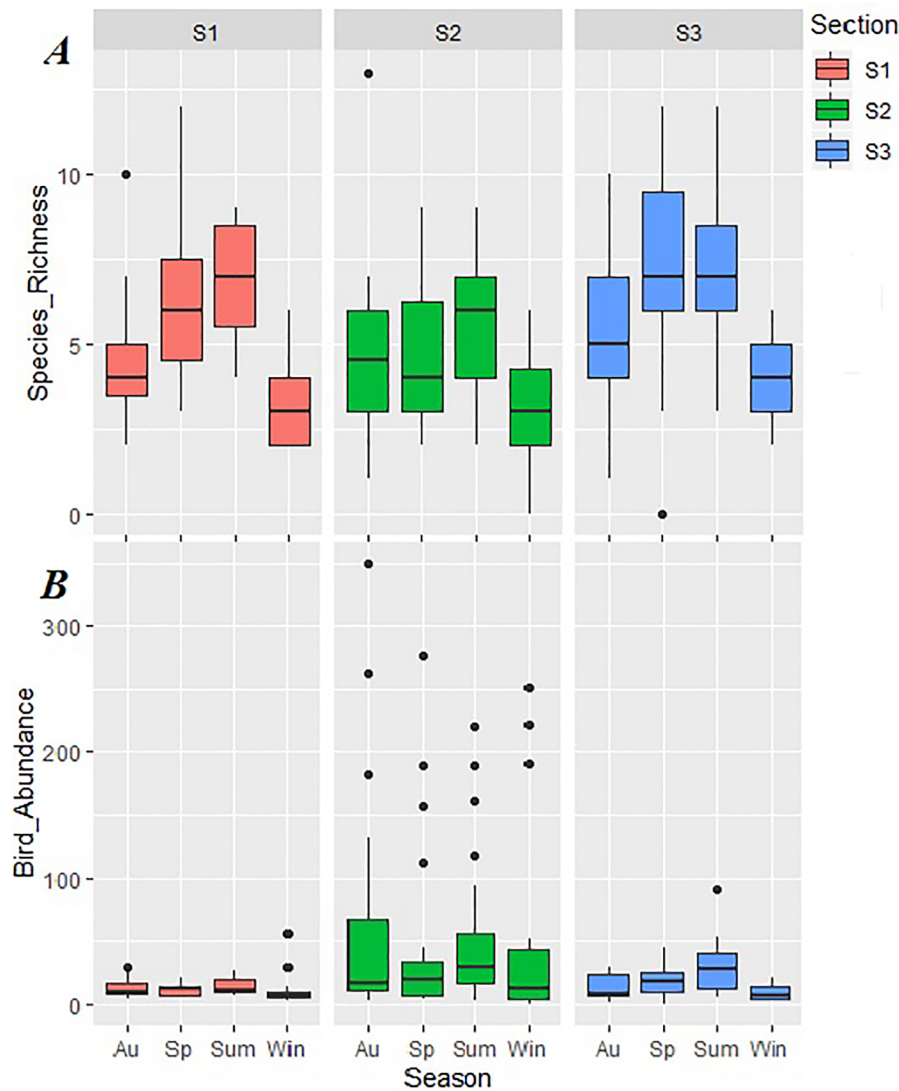 A
S1 S2 S3
Section
S1
S2
S3
Species_Richness
10
5
0
B
Bird_Abundance
300
200
100
0
Au Sp Sum Win Au Sp Sum Win Au Sp Sum Win
Season